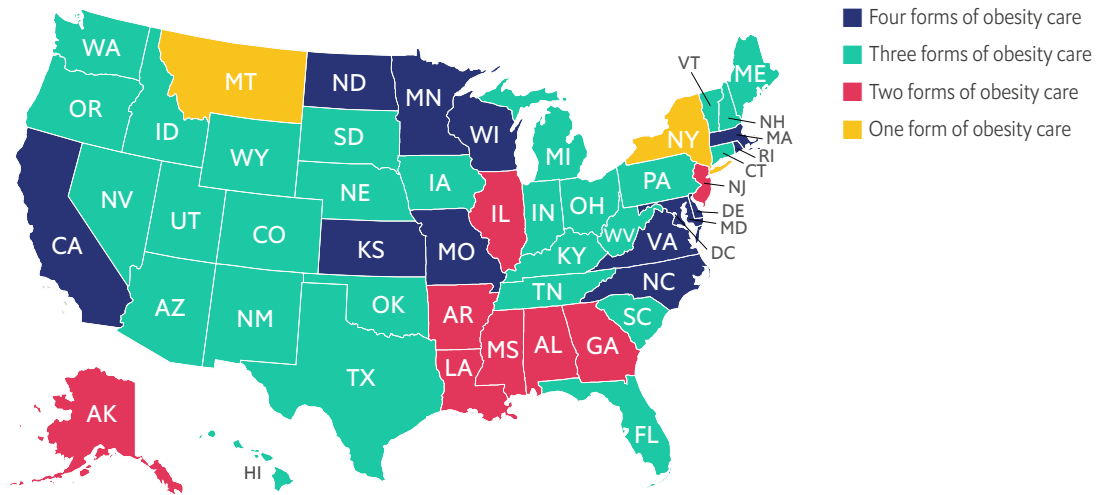 Four forms of obesity care
Three forms of obesity care
Two forms of obesity care
One form of obesity care
WA
OR
ID
MT
ND
MN
WI
MI
VT
ME
NH
MA
RI
CT
NY
NJ
PA
DE
MD
DC
CA
NV
UT
WY
SD
NE
IA
CO
KS
MO
IL
IN
OH
WV
VA
KY
NC
TN
SC
AZ
NM
OK
AR
TX
LA
MS
AL
GA
FL
AK
HI